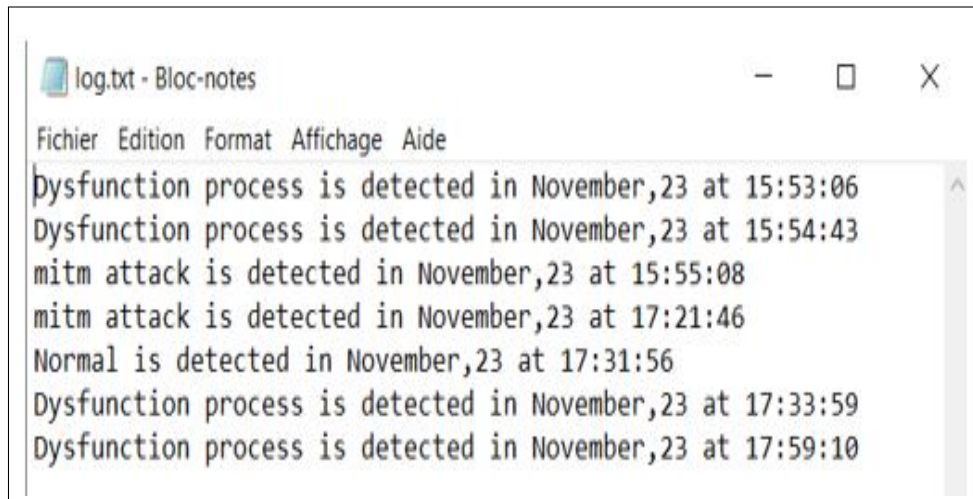 log.txt - Bloc-notes
Fichier Edition Format Affichage Aide
Dysfunction process is detected in November,23 at 15:53:06
Dysfunction process is detected in November,23 at 15:54:43
mitm attack is detected in November,23 at 15:55:08
mitm attack is detected in November,23 at 17:21:46
Normal is detected in November,23 at 17:31:56
Dysfunction process is detected in November,23 at 17:33:59
Dysfunction process is detected in November,23 at 17:59:10